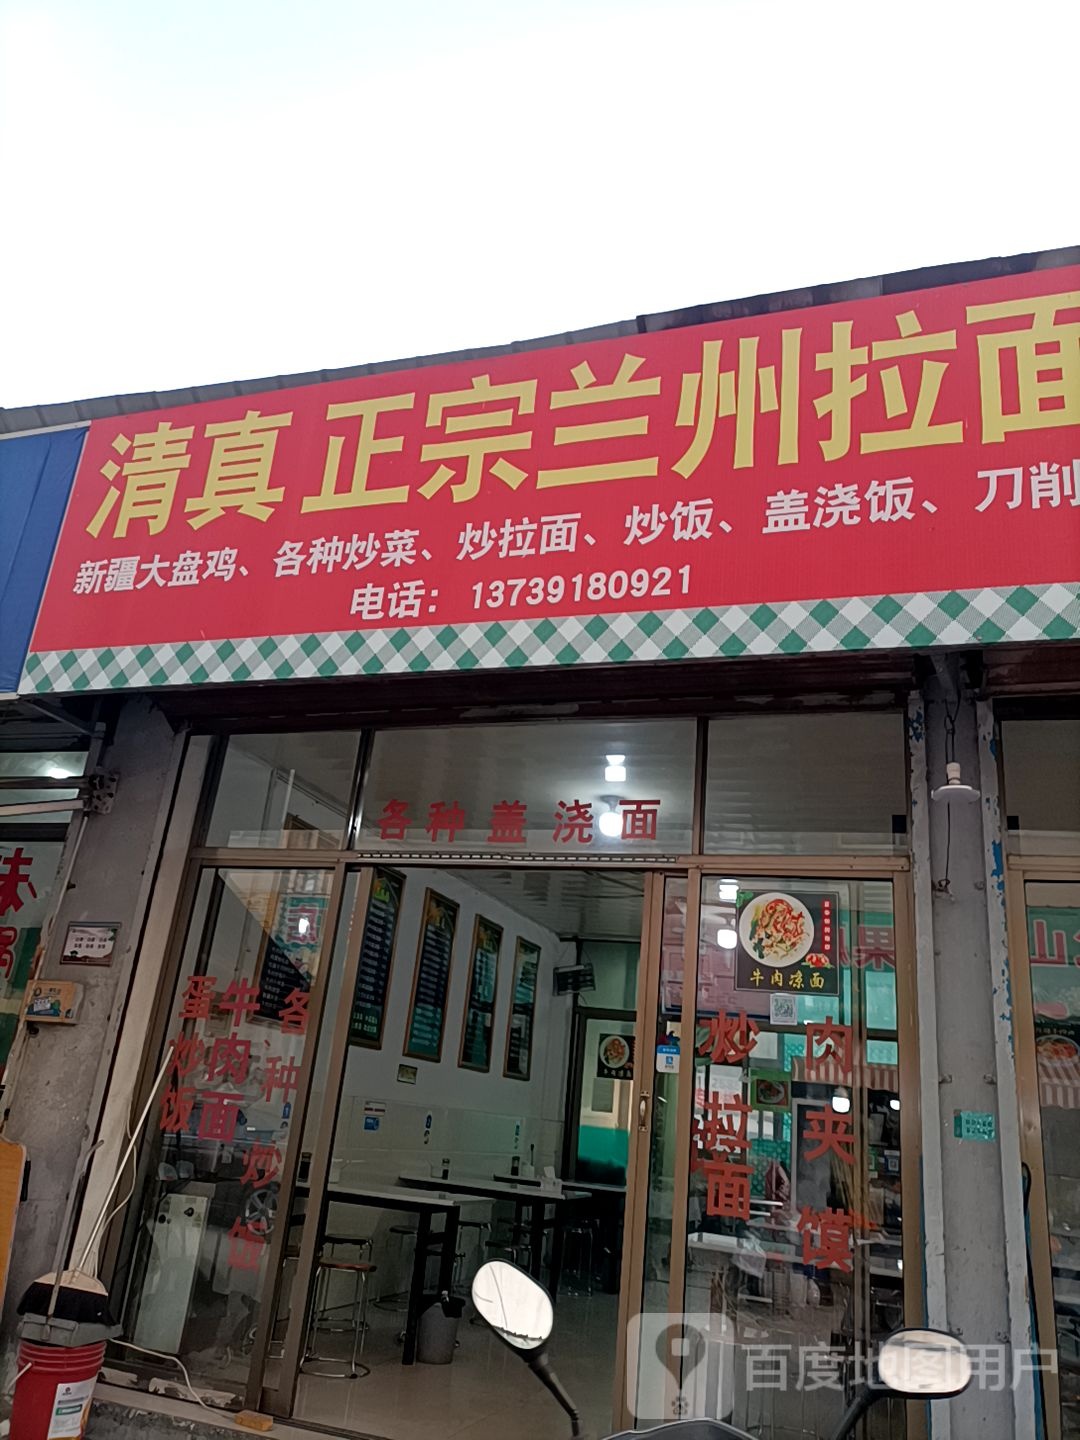 清真 正宗兰州拉面
新疆大盘鸡、各种炒菜、炒拉面、炒饭、盖浇饭、刀削
电话：13739180921
各种盖浇面
牛肉凉面
各种炒饭
牛肉面
蛋炒饭
炒拉面
肉夹馍
百度地图用户